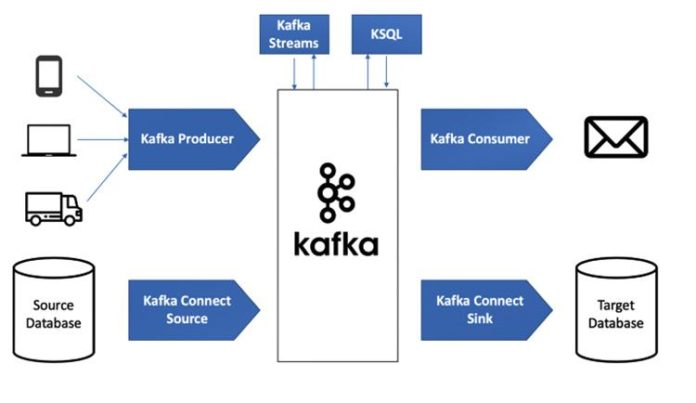 Kafka
Streams
KSQL
Kafka Producer
Kafka Consumer
kafka
Source
Database
Kafka Connect
Source
Kafka Connect
Sink
Target
Database